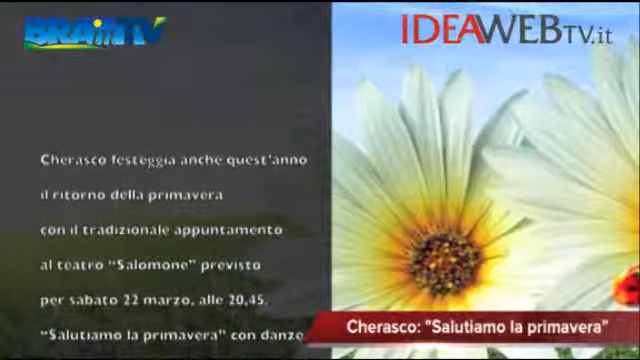 BRAinTV
IDEAWEBTV.it
Cherasco festeggia anche quest'anno
il ritorno della primavera
con il tradizionale appuntamento
al teatro "Salomone" previsto
per sabato 22 marzo, alle 20,45.
"Salutiamo la primavera" con danze
Cherasco: "Salutiamo la primavera"